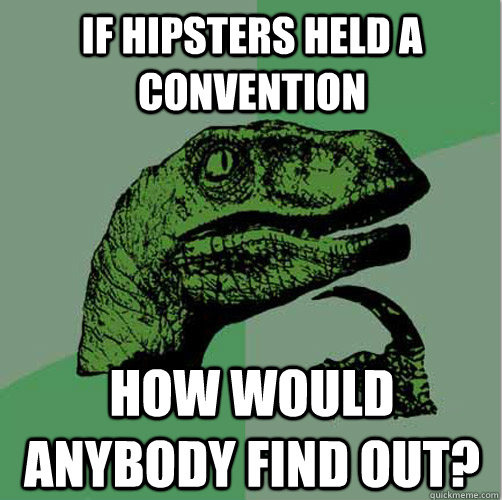 IF HIPSTERS HELD A
CONVENTION
HOW WOULD
ANYBODY FIND OUT?
quickmeme.com